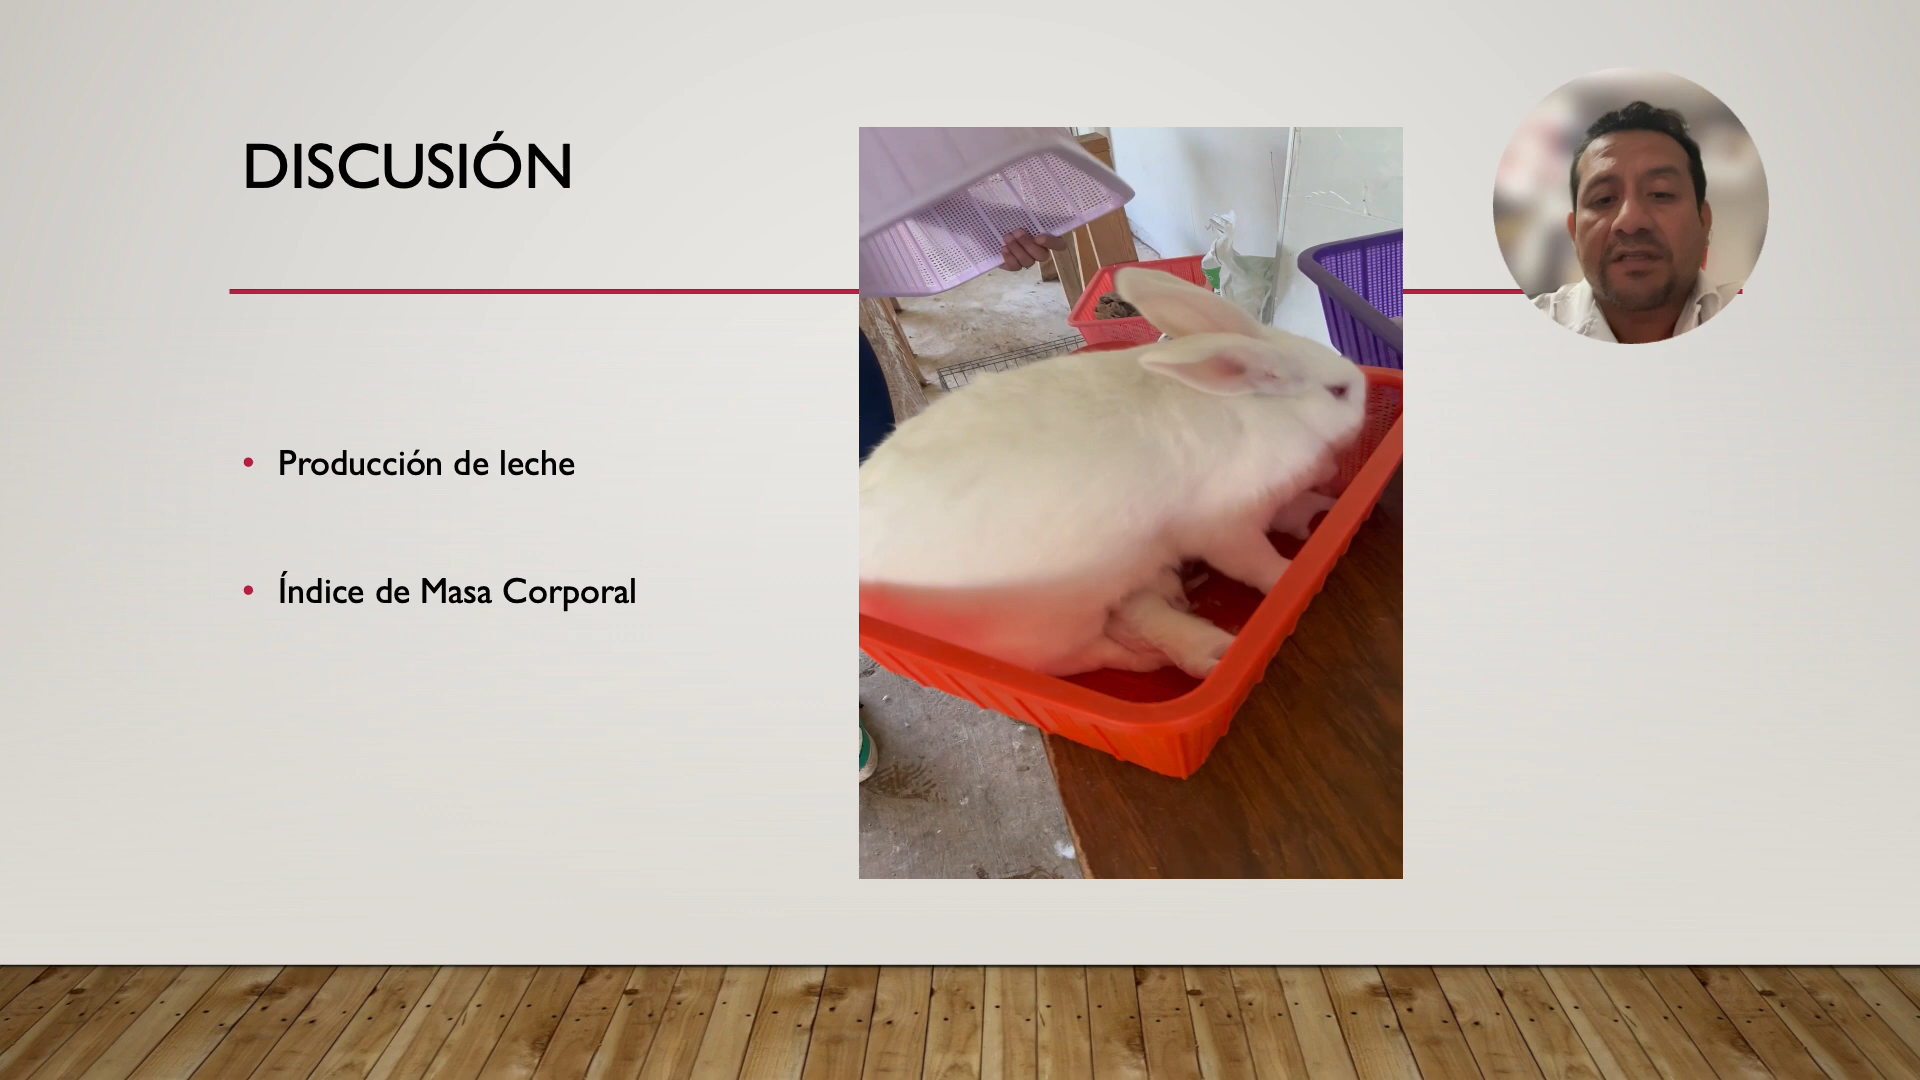 DISCUSIÓN
• Producción de leche
• Índice de Masa Corporal